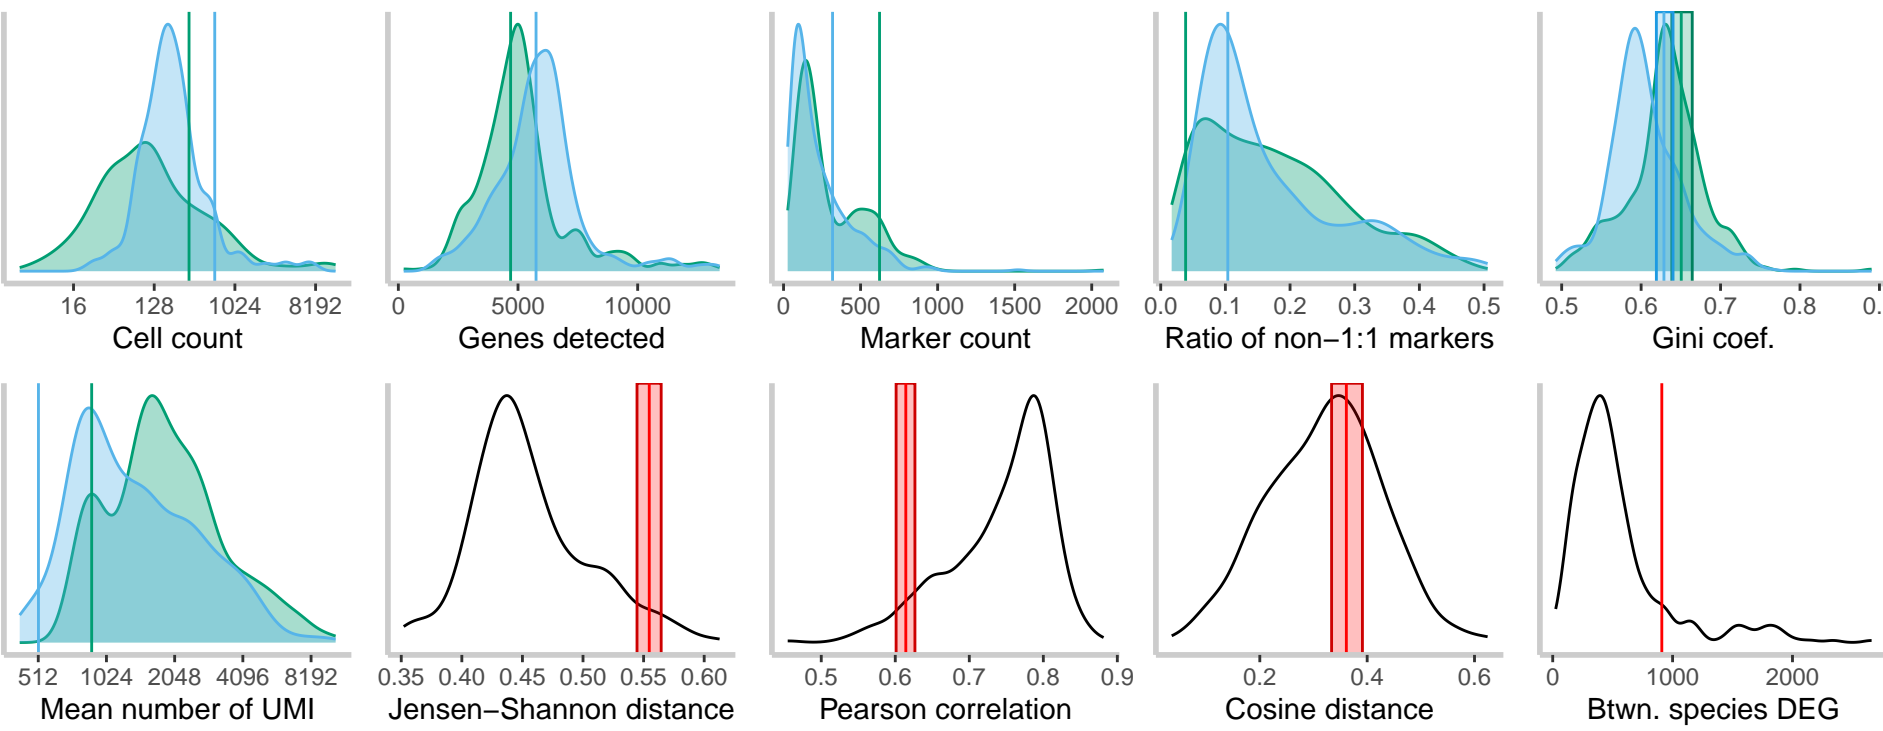 16 128 1024 8192
Cell count
0 5000 10000
Genes detected
0 500 1000 1500 2000
Marker count
0.0 0.1 0.2 0.3 0.4 0.5
Ratio of non−1:1 markers
0.5 0.6 0.7 0.8 0.
Gini coef.
512 1024 2048 4096 8192
Mean number of UMI
0.35 0.40 0.45 0.50 0.55 0.60
Jensen−Shannon distance
0.5 0.6 0.7 0.8 0.9
Pearson correlation
0.2 0.4 0.6
Cosine distance
0 1000 2000
Btwn. species DEG